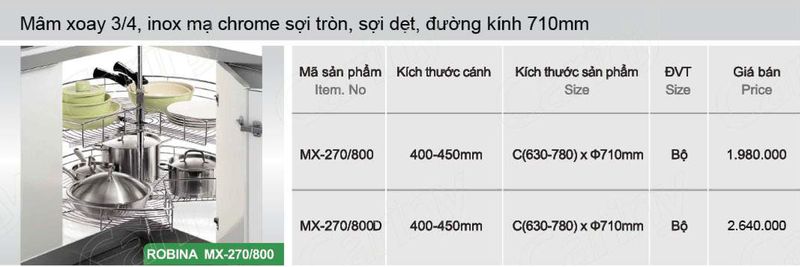 Mâm xoay 3/4, inox mạ chrome sợi tròn, sợi dẹt, đường kính 710mm
Mã sản phẩm Kích thước cánh Kích thước sản phẩm ĐVT Giá bán
Item. No Size Size Price
MX-270/800 400-450mm C(630-780) x Φ710mm Bộ 1.980.000
MX-270/800D 400-450mm C(630-780) x Φ710mm Bộ 2.640.000
ROBINA MX-270/800